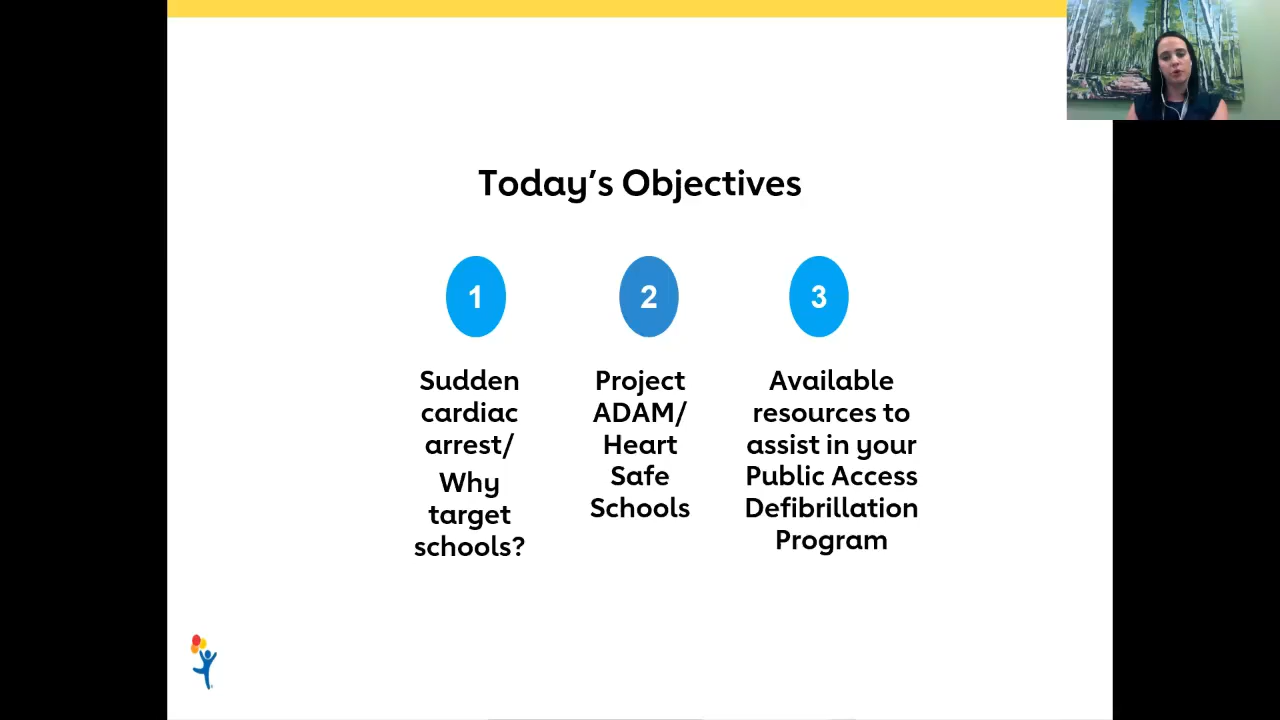 Today's Objectives
1
Sudden
cardiac
arrest/
Why
target
schools?
2
Project
ADAM/
Heart
Safe
Schools
3
Available
resources to
assist in your
Public Access
Defibrillation
Program